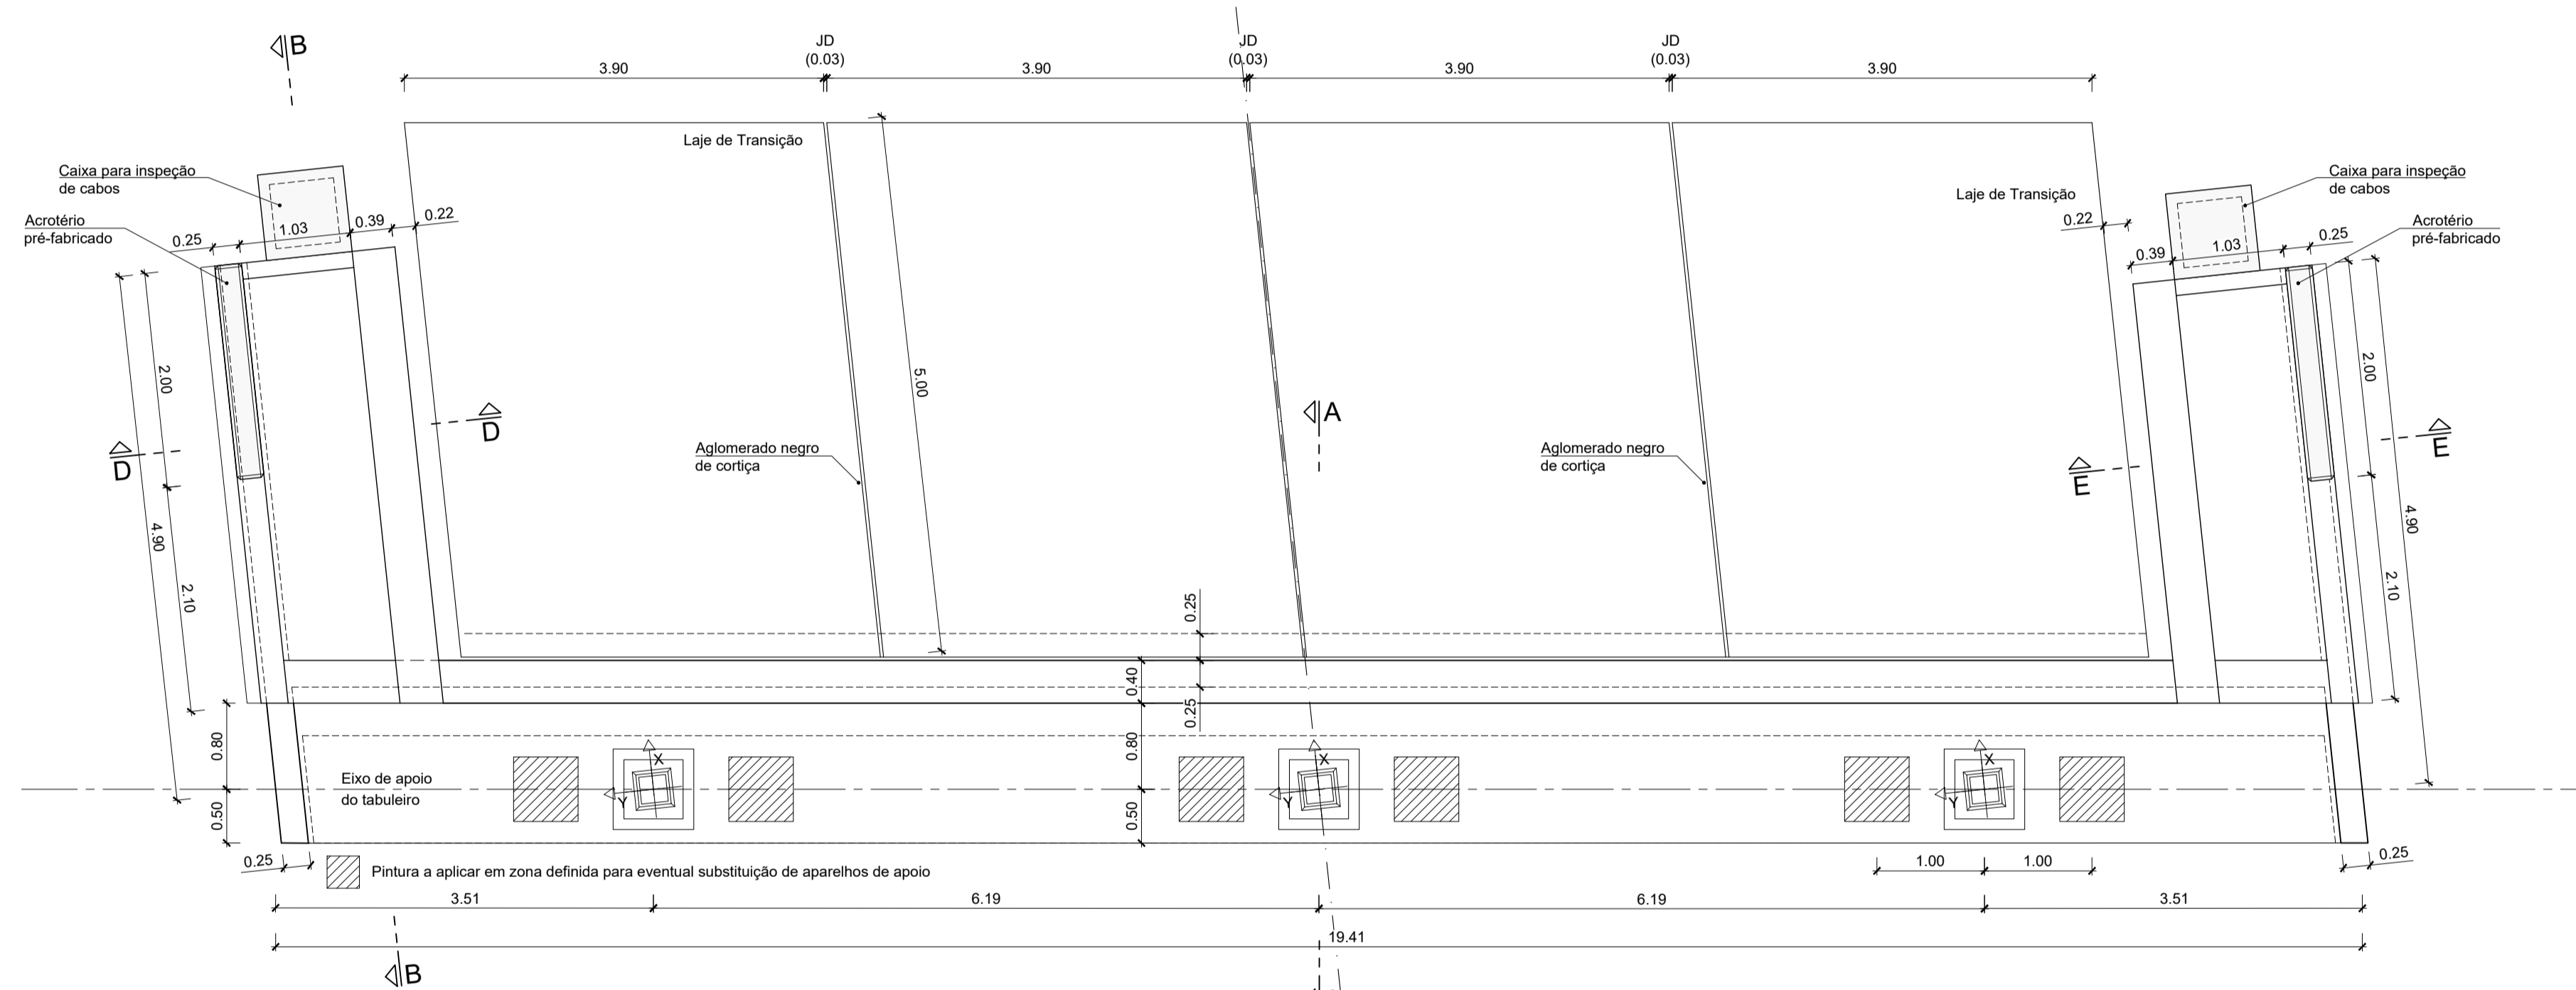 B
JD
(0.03)
JD
(0.03)
JD
(0.03)
3.90
3.90
3.90
3.90
Laje de Transição
Caixa para inspeção
de cabos
Acrotério
pré-fabricado
0.25
1.03
0.39
0.22
Laje de Transição
0.22
0.39
1.03
0.25
Caixa para inspeção
de cabos
Acrotério
pré-fabricado
2.00
4.90
2.10
D
D
5.00
Aglomerado negro
de cortiça
A
Aglomerado negro
de cortiça
E
E
2.00
4.90
2.10
0.25
0.40
0.25
0.80
0.80
0.50
0.50
Eixo de apoio
do tabuleiro
X
Y
X
Y
X
Y
0.25
Pintura a aplicar em zona definida para eventual substituição de aparelhos de apoio
1.00
1.00
0.25
3.51
6.19
6.19
3.51
19.41
B